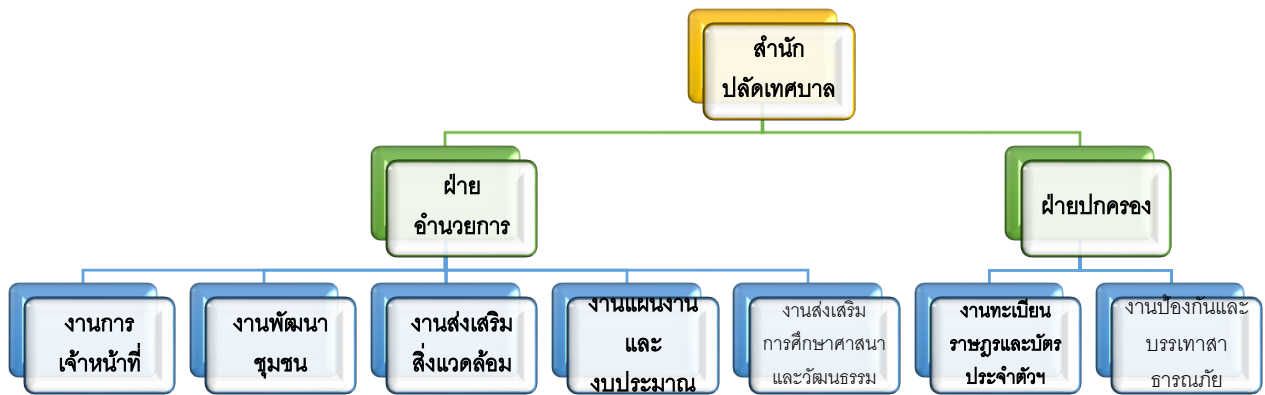 สำนัก
ปลัดเทศบาล
ฝ่าย
อำนวยการ
ฝ่ายปกครอง
งานการ
เจ้าหน้าที่
งานพัฒนา
ชุมชน
งานส่งเสริม
สิ่งแวดล้อม
งานแผนงาน
และ
งบประมาณ
งานส่งเสริม
การศึกษาศาสนา
และวัฒนธรรม
งานทะเบียน
ราษฎรและบัตร
ประจำตัวฯ
งานป้องกันและ
บรรเทาสา
ธารณภัย